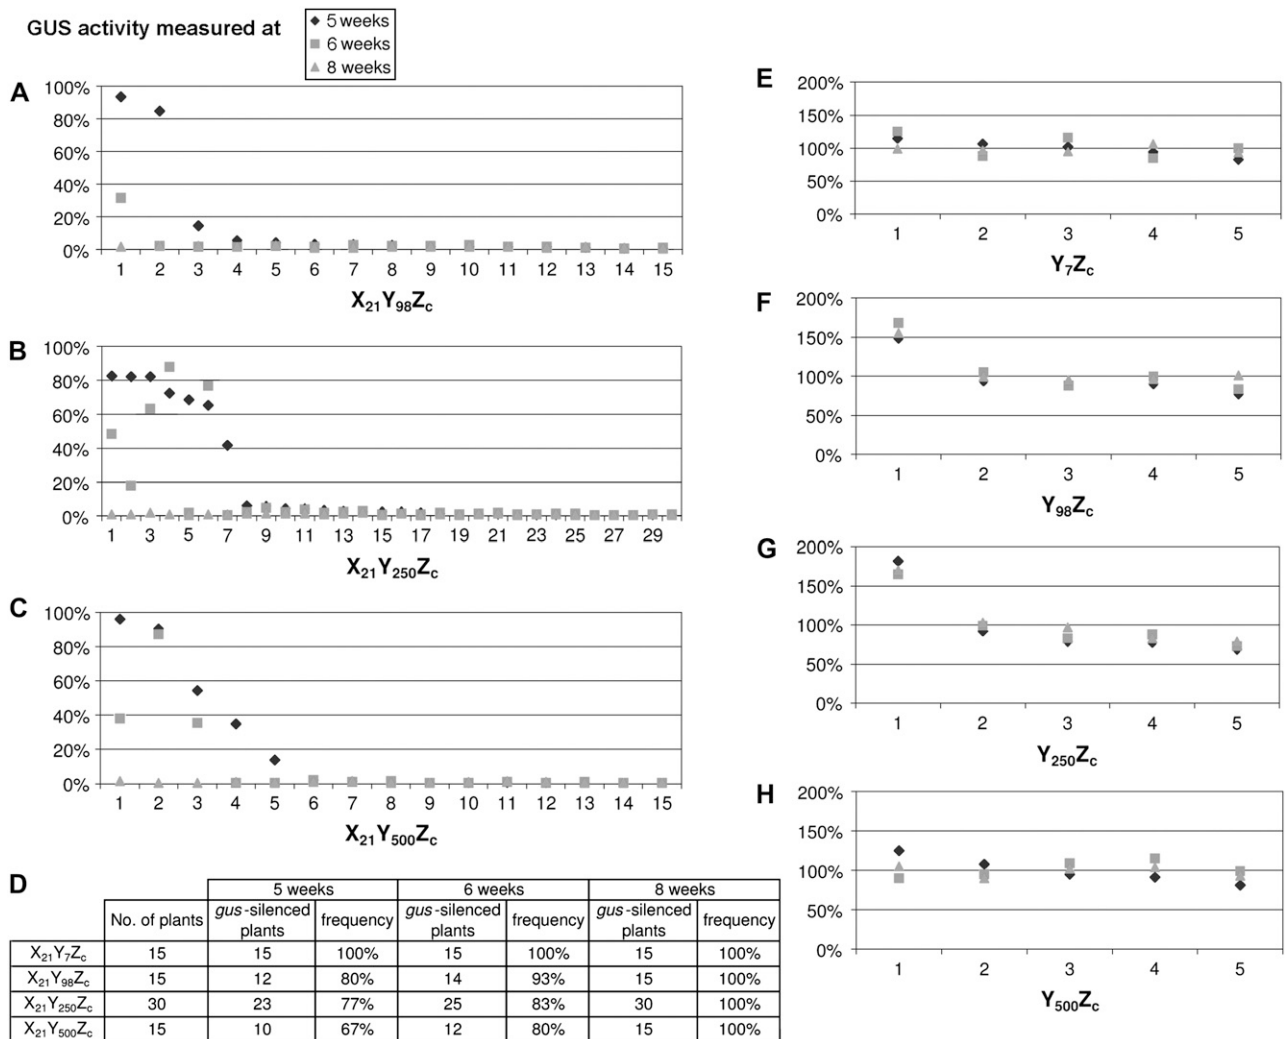 GUS activity measured at
5 weeks
6 weeks
8 weeks
A
100%
80%
60%
40%
20%
0%
1 2 3 4 5 6 7 8 9 10 11 12 13 14 15
X21Y98Zc
B
100%
80%
60%
40%
20%
0%
1 3 5 7 9 11 13 15 17 19 21 23 25 27 29
X21Y250Zc
C
100%
80%
60%
40%
20%
0%
1 2 3 4 5 6 7 8 9 10 11 12 13 14 15
X21Y500Zc
D
5 weeks 6 weeks 8 weeks
No. of plants gus-silenced plants frequency gus-silenced plants frequency gus-silenced plants frequency
X21Y7Zc 15 15 100% 15 100% 15 100%
X21Y98Zc 15 12 80% 14 93% 15 100%
X21Y250Zc 30 23 77% 25 83% 30 100%
X21Y500Zc 15 10 67% 12 80% 15 100%
E
200%
150%
100%
50%
0%
1 2 3 4 5
Y7Zc
F
200%
150%
100%
50%
0%
1 2 3 4 5
Y98Zc
G
200%
150%
100%
50%
0%
1 2 3 4 5
Y250Zc
H
200%
150%
100%
50%
0%
1 2 3 4 5
Y500Zc